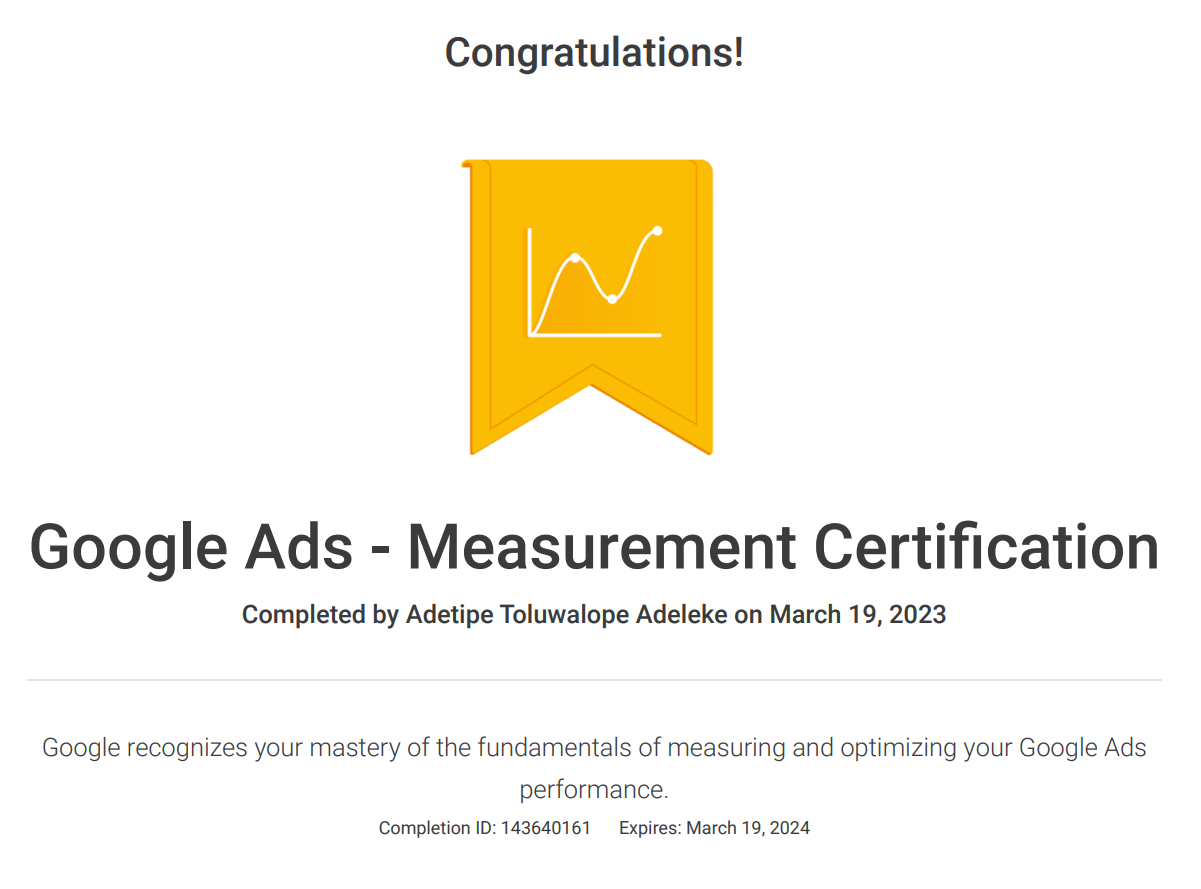 Congratulations!
Google Ads - Measurement Certification
Completed by Adetipe Toluwalope Adeleke on March 19, 2023
Google recognizes your mastery of the fundamentals of measuring and optimizing your Google Ads
performance.
Completion ID: 143640161 Expires: March 19, 2024